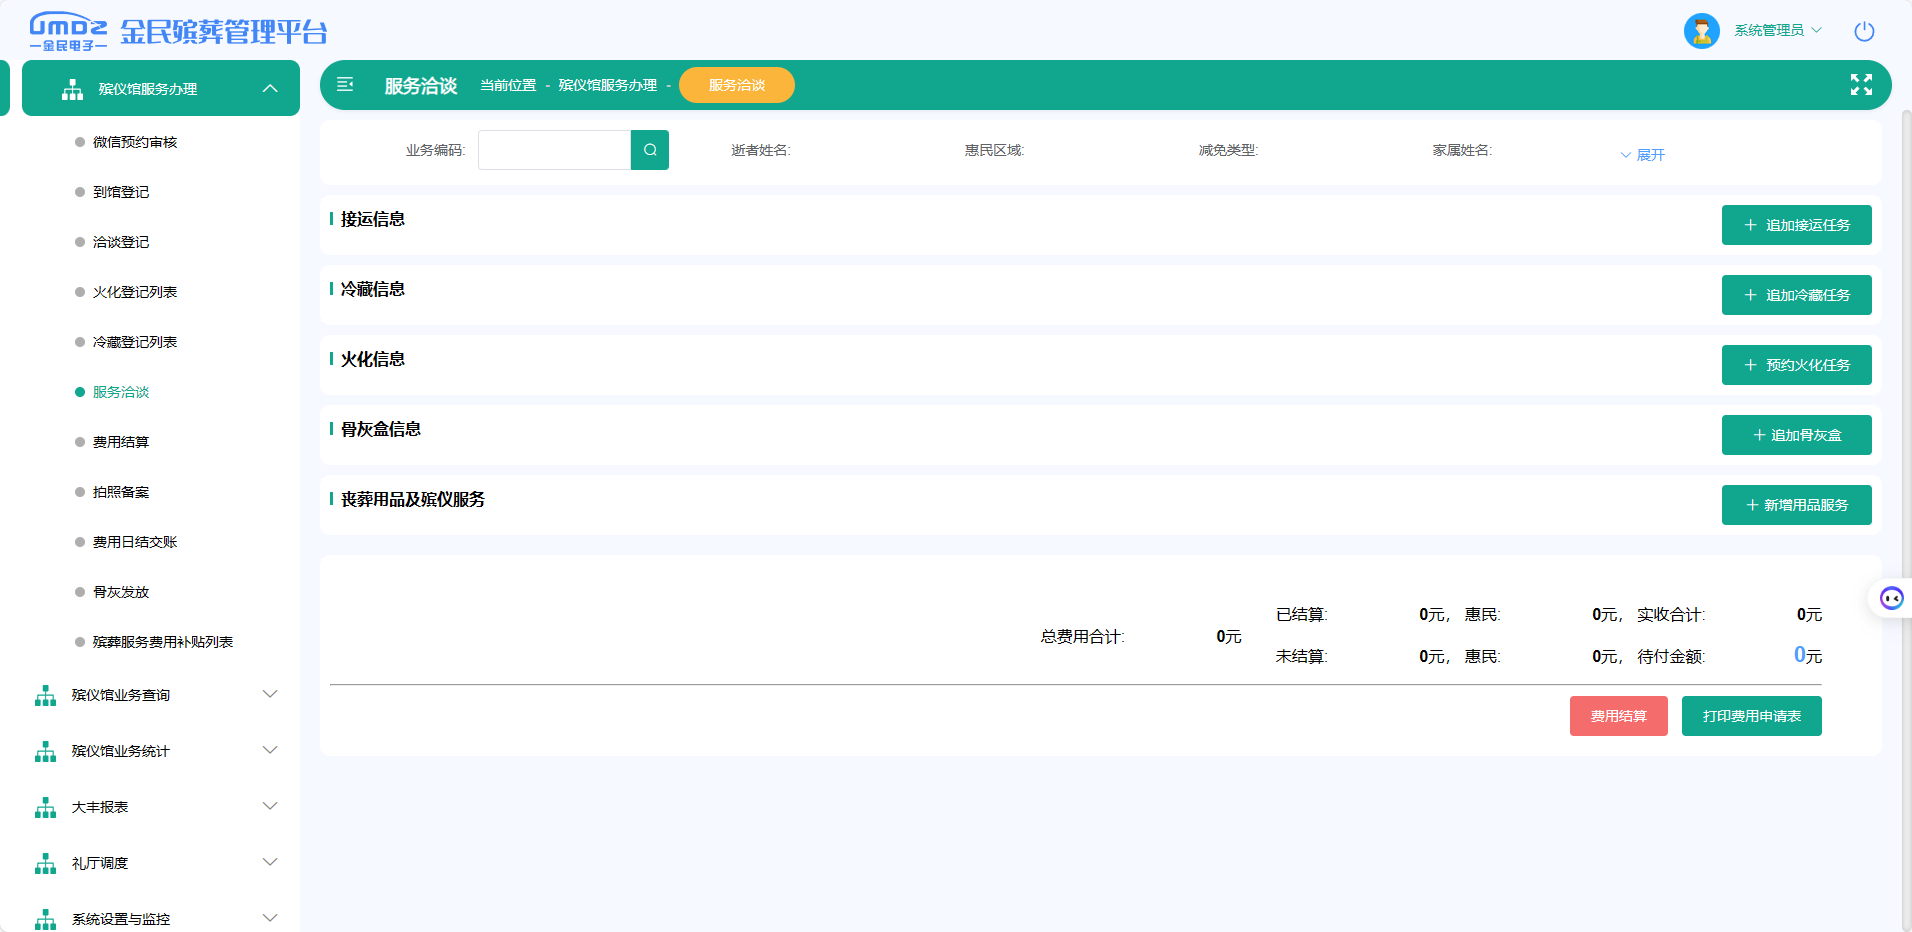 JMDZ
金民电子
金民殡葬管理平台
系统管理员
殡仪馆服务办理
微信预约审核
到馆登记
洽谈登记
火化登记列表
冷藏登记列表
服务洽谈
费用结算
拍照备案
费用日结交账
骨灰发放
殡葬服务费用补贴列表
殡仪馆业务查询
殡仪馆业务统计
大丰报表
礼厅调度
系统设置与监控
服务洽谈 当前位置 - 殡仪馆服务办理 - 服务洽谈
业务编码: 逝者姓名: 惠民区域: 减免类型: 家属姓名: 展开
接运信息 追加接运任务
冷藏信息 追加冷藏任务
火化信息 预约火化任务
骨灰盒信息 追加骨灰盒
丧葬用品及殡仪服务 新增用品服务
总费用合计: 0元
已结算: 0元, 惠民: 0元, 实收合计: 0元
未结算: 0元, 惠民: 0元, 待付金额: 0元
费用结算 打印费用申请表